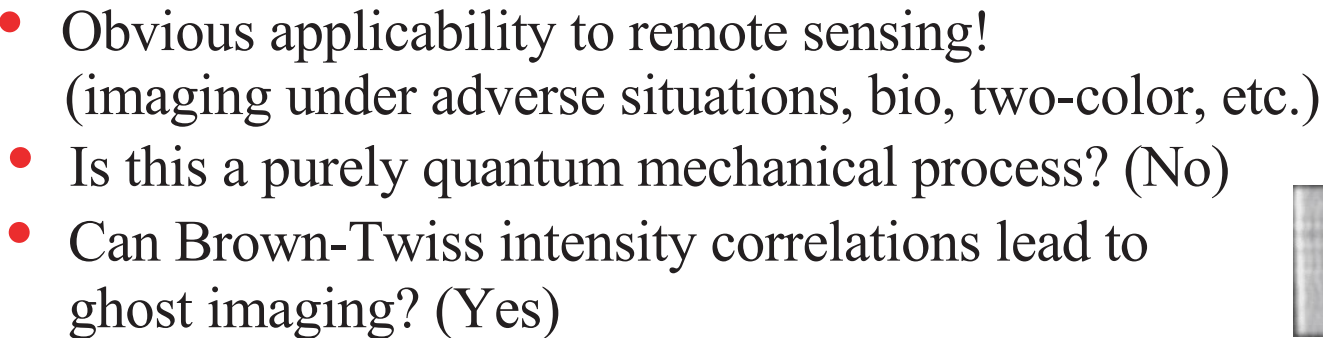 • Obvious applicability to remote sensing!
(imaging under adverse situations, bio, two-color, etc.)
• Is this a purely quantum mechanical process? (No)
• Can Brown-Twiss intensity correlations lead to
ghost imaging? (Yes)